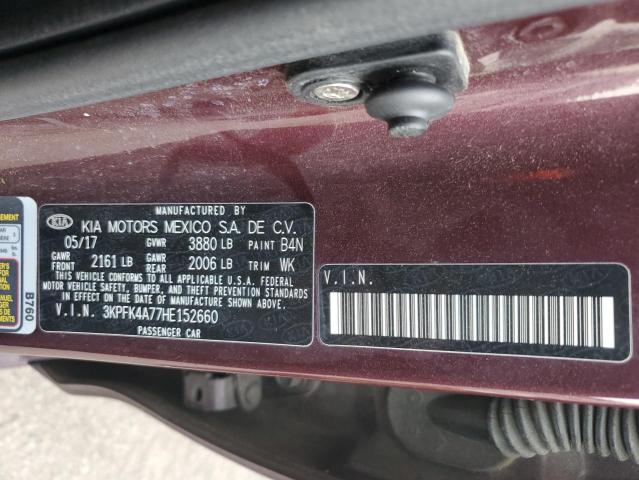 MANUFACTURED BY
KIA KIA MOTORS MEXICO S.A. DE C.V.
05/17 GVWR 3880 LB PAINT B4N
GAWR FRONT 2161 LB GAWR REAR 2006 LB TRIM WK
THIS VEHICLE CONFORMS TO ALL APPLICABLE U.S.A. FEDERAL
MOTOR VEHICLE SAFETY, BUMPER, AND THEFT PREVENTION STANDARDS
IN EFFECT ON THE DATE OF MANUFACTURE SHOWN ABOVE.
V.I.N. 3KPFK4A77HE152660
PASSENGER CAR
V.I.N.
B760